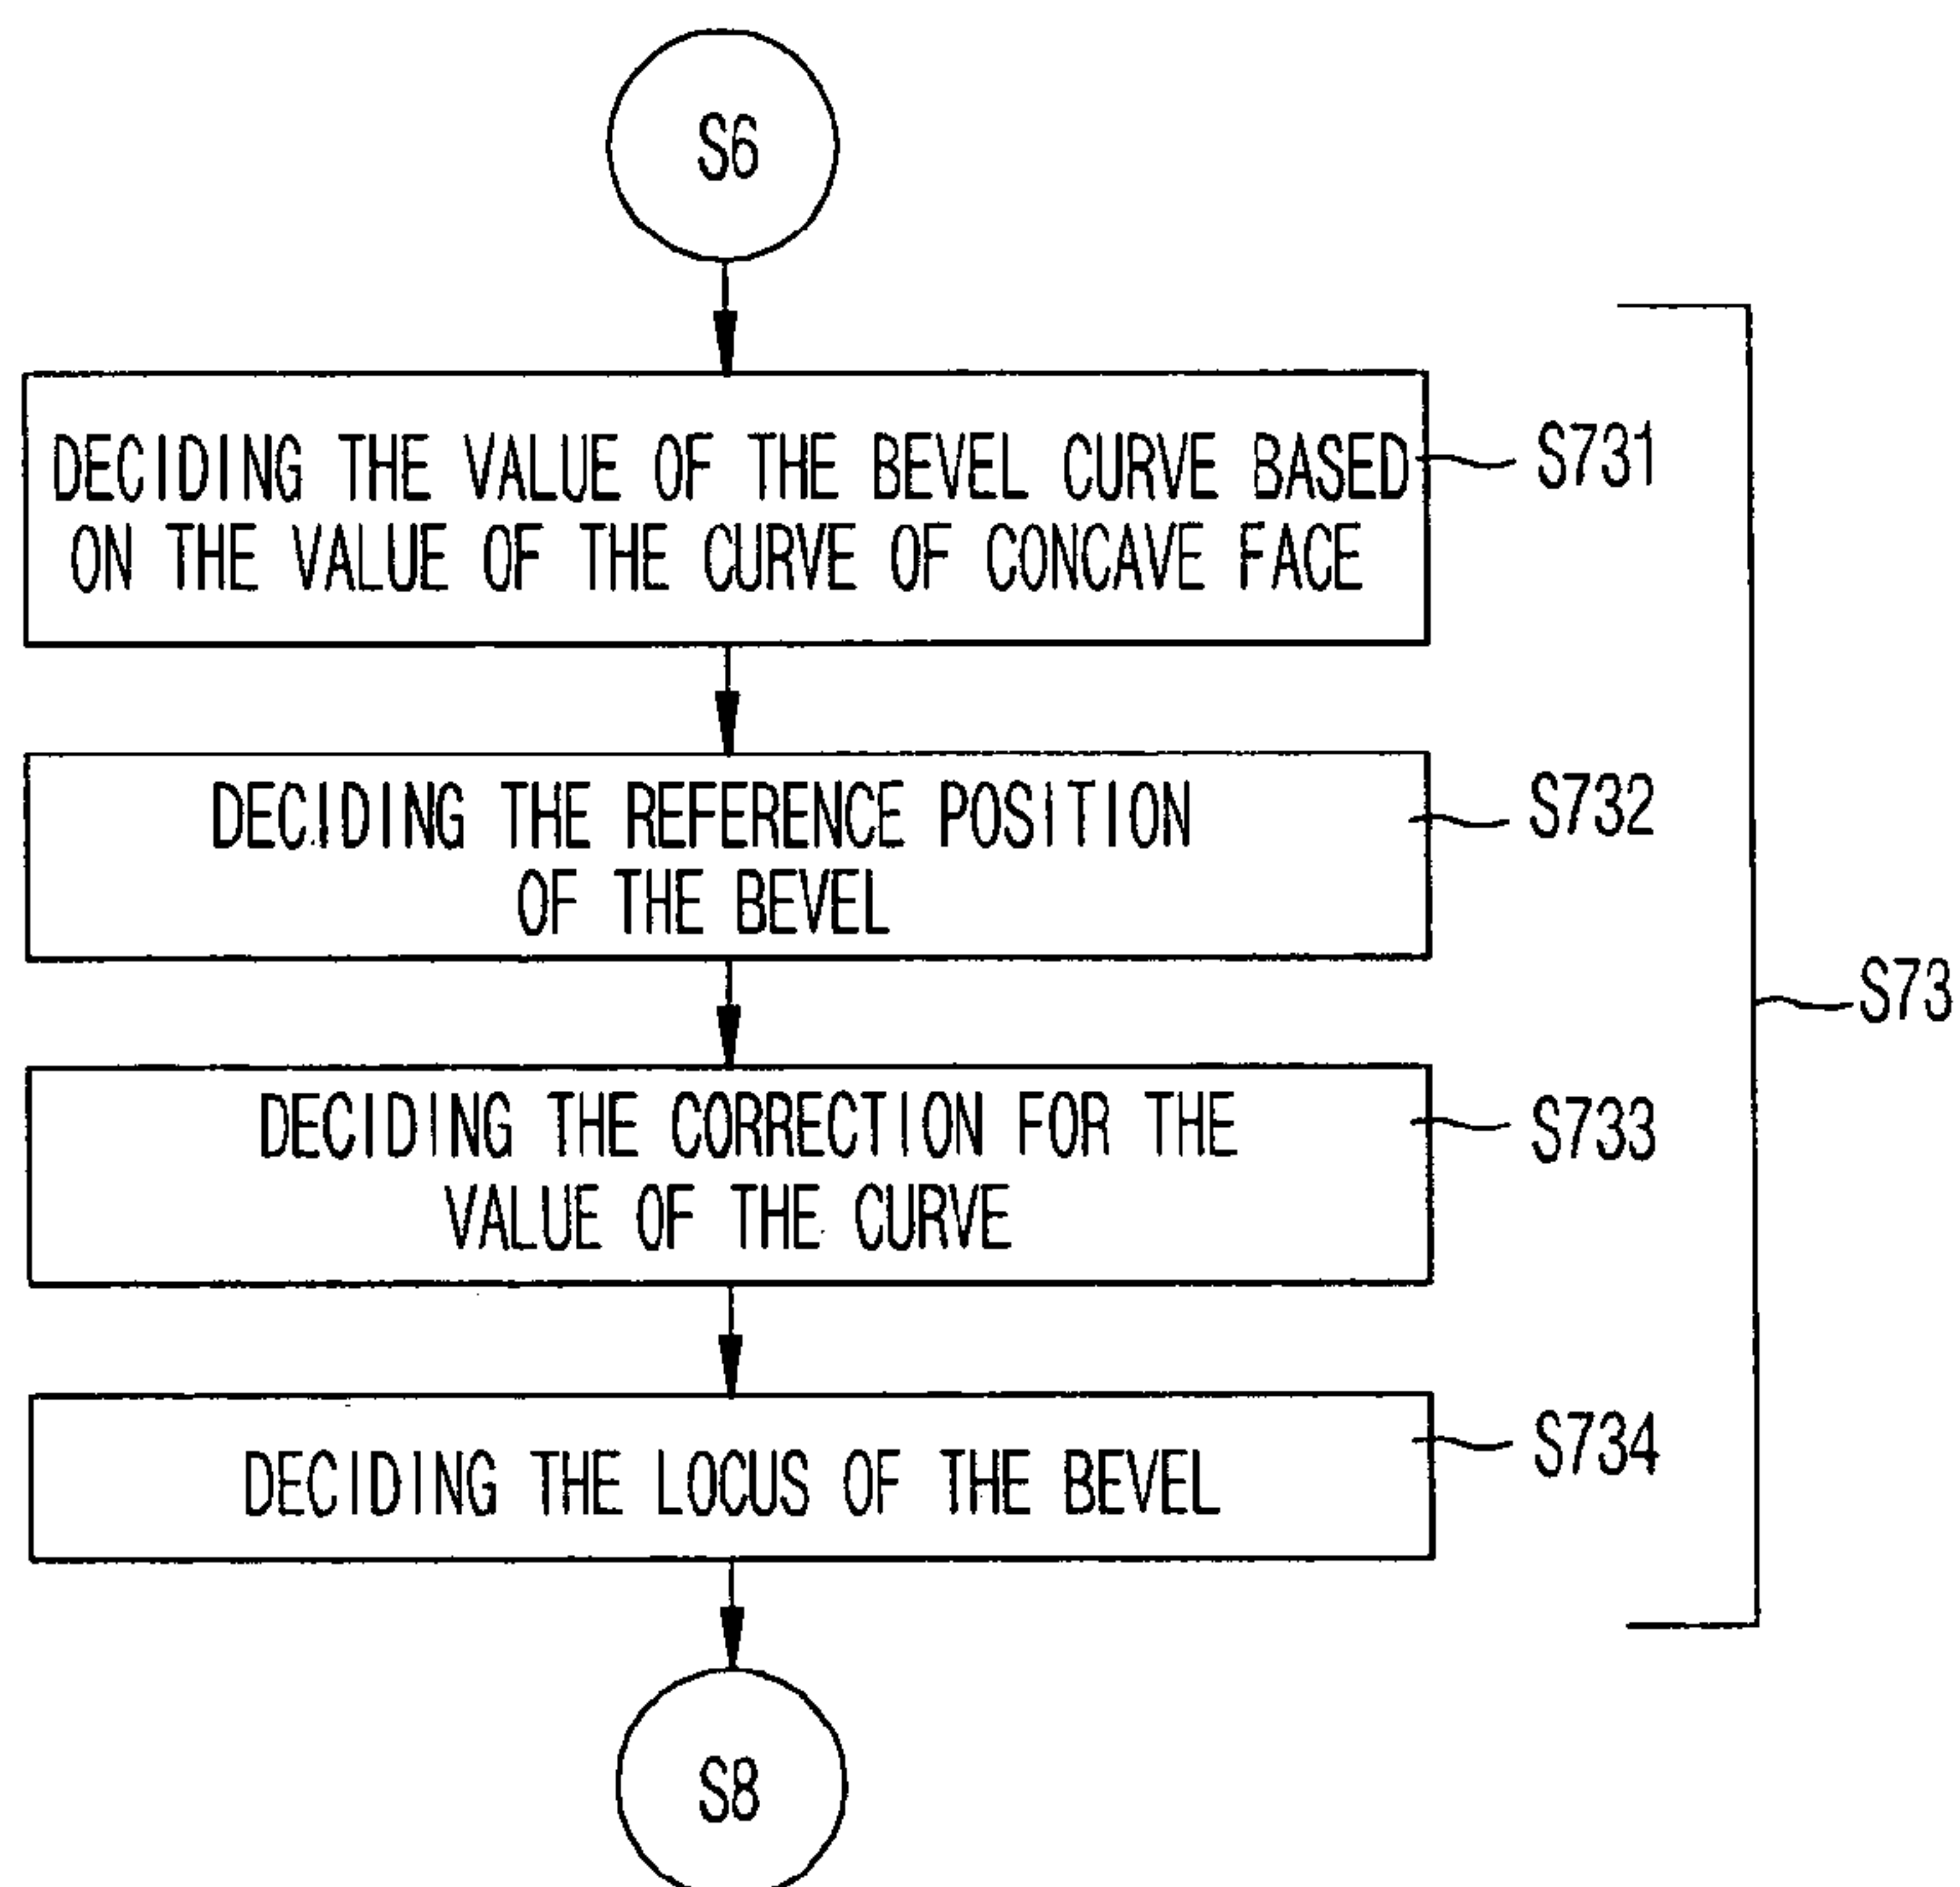 S6
DECIDING THE VALUE OF THE BEVEL CURVE BASED
ON THE VALUE OF THE CURVE OF CONCAVE FACE
S731
DECIDING THE REFERENCE POSITION
OF THE BEVEL
S732
S73
DECIDING THE CORRECTION FOR THE
VALUE OF THE CURVE
S733
DECIDING THE LOCUS OF THE BEVEL
S734
S8